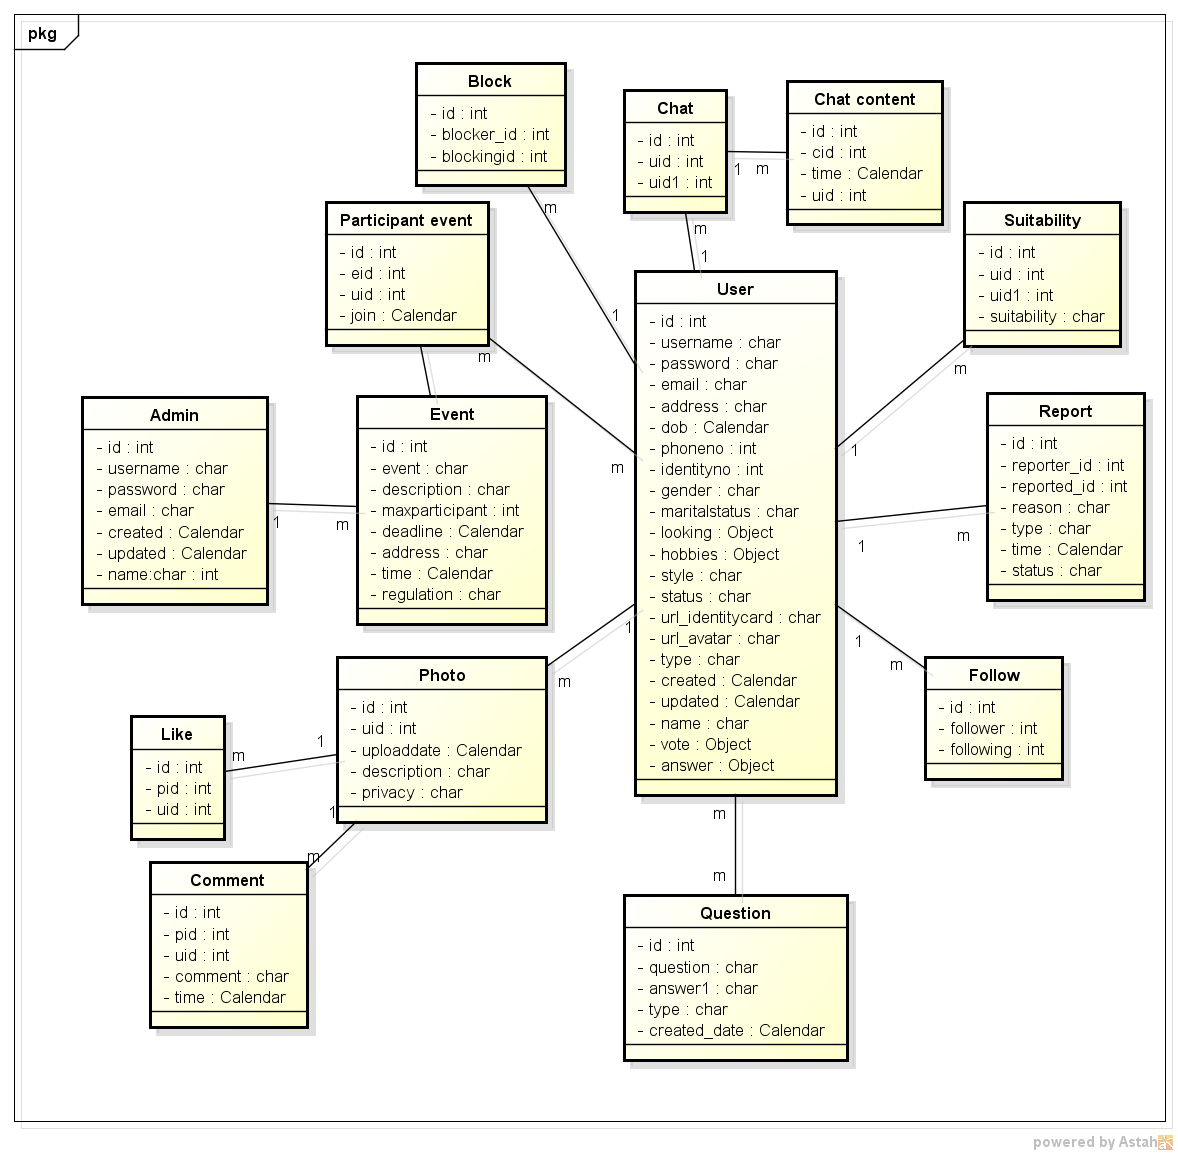 pkg
Block
- id : int
- blocker_id : int
- blockingid : int
Chat
- id : int
- uid : int
- uid1 : int
Chat content
- id : int
- cid : int
- time : Calendar
- uid : int
1
m
m
m
1
Participant event
- id : int
- eid : int
- uid : int
- join : Calendar
Suitability
- id : int
- uid : int
- uid1 : int
- suitability : char
User
- id : int
- username : char
- password : char
- email : char
- address : char
- dob : Calendar
- phoneno : int
- identityno : int
- gender : char
- maritalstatus : char
- looking : Object
- hobbies : Object
- style : char
- status : char
- url_identitycard : char
- url_avatar : char
- type : char
- created : Calendar
- updated : Calendar
- name : char
- vote : Object
- answer : Object
1
m
m
m
1
Admin
- id : int
- username : char
- password : char
- email : char
- created : Calendar
- updated : Calendar
- name:char : int
1
m
Event
- id : int
- event : char
- description : char
- maxparticipant : int
- deadline : Calendar
- address : char
- time : Calendar
- regulation : char
Report
- id : int
- reporter_id : int
- reported_id : int
- reason : char
- type : char
- time : Calendar
- status : char
1
m
1
m
1
m
Photo
- id : int
- uid : int
- uploaddate : Calendar
- description : char
- privacy : char
Follow
- id : int
- follower : int
- following : int
Like
- id : int
- pid : int
- uid : int
m
1
1
m
Comment
- id : int
- pid : int
- uid : int
- comment : char
- time : Calendar
m
m
Question
- id : int
- question : char
- answer1 : char
- type : char
- created_date : Calendar
powered by Astah